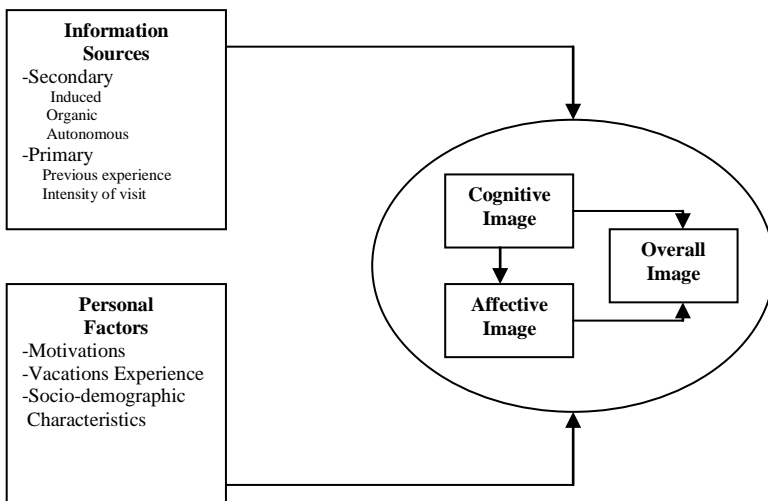 Information
Sources
-Secondary
Induced
Organic
Autonomous
-Primary
Previous experience
Intensity of visit
Cognitive
Image
Overall
Image
Affective
Image
Personal
Factors
-Motivations
-Vacations Experience
-Socio-demographic
Characteristics